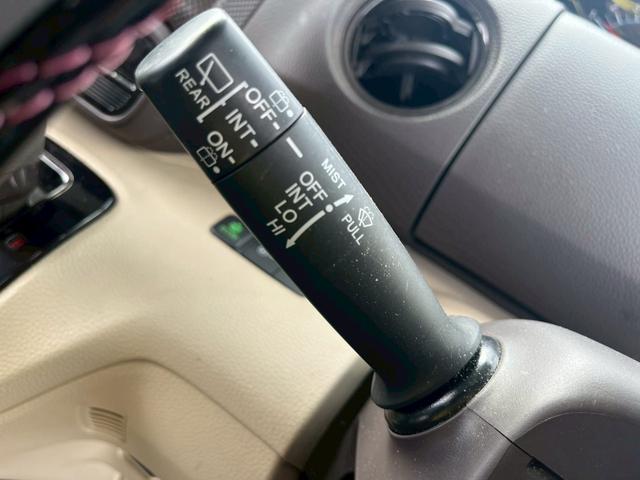 REAR
OFF-
INT-
ON-
MIST
OFF
INT
LO
HI
PULL